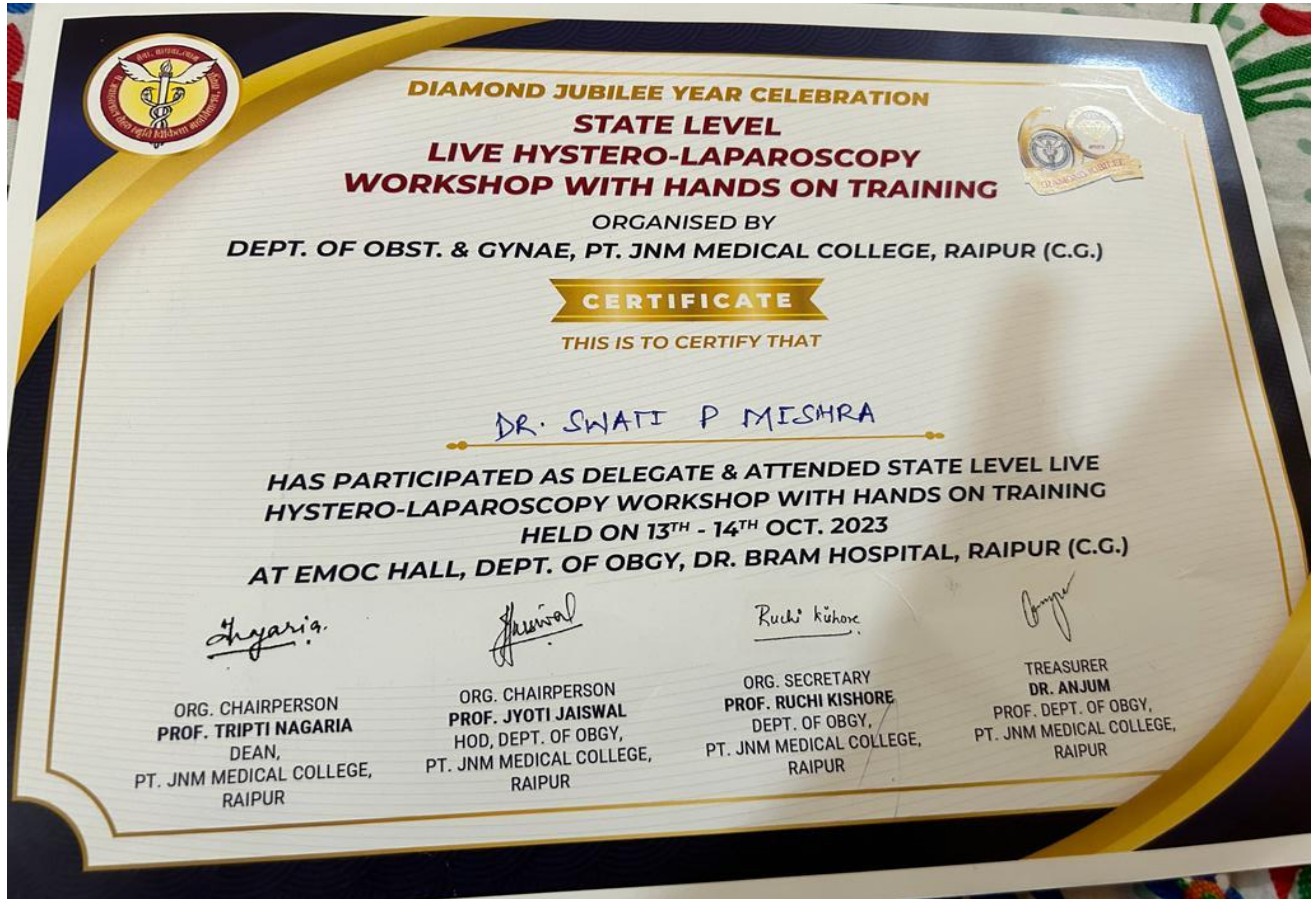 DIAMOND JUBILEE YEAR CELEBRATION
STATE LEVEL
LIVE HYSTERO-LAPAROSCOPY
WORKSHOP WITH HANDS ON TRAINING
DIAMOND JUBILEE
ORGANISED BY
DEPT. OF OBST. & GYNAE, PT. JNM MEDICAL COLLEGE, RAIPUR (C.G.)
CERTIFICATE
THIS IS TO CERTIFY THAT
DR. SWATI P MISHRA
HAS PARTICIPATED AS DELEGATE & ATTENDED STATE LEVEL LIVE
HYSTERO-LAPAROSCOPY WORKSHOP WITH HANDS ON TRAINING
HELD ON 13TH - 14TH OCT. 2023
AT EMOC HALL, DEPT. OF OBGY, DR. BRAM HOSPITAL, RAIPUR (C.G.)
Ruchi Kishore
ORG. CHAIRPERSON
PROF. TRIPTI NAGARIA
DEAN,
PT. JNM MEDICAL COLLEGE,
RAIPUR
ORG. CHAIRPERSON
PROF. JYOTI JAISWAL
HOD, DEPT. OF OBGY,
PT. JNM MEDICAL COLLEGE,
RAIPUR
ORG. SECRETARY
PROF. RUCHI KISHORE
DEPT. OF OBGY,
PT. JNM MEDICAL COLLEGE,
RAIPUR
TREASURER
DR. ANJUM
PROF. DEPT. OF OBGY,
PT. JNM MEDICAL COLLEGE,
RAIPUR